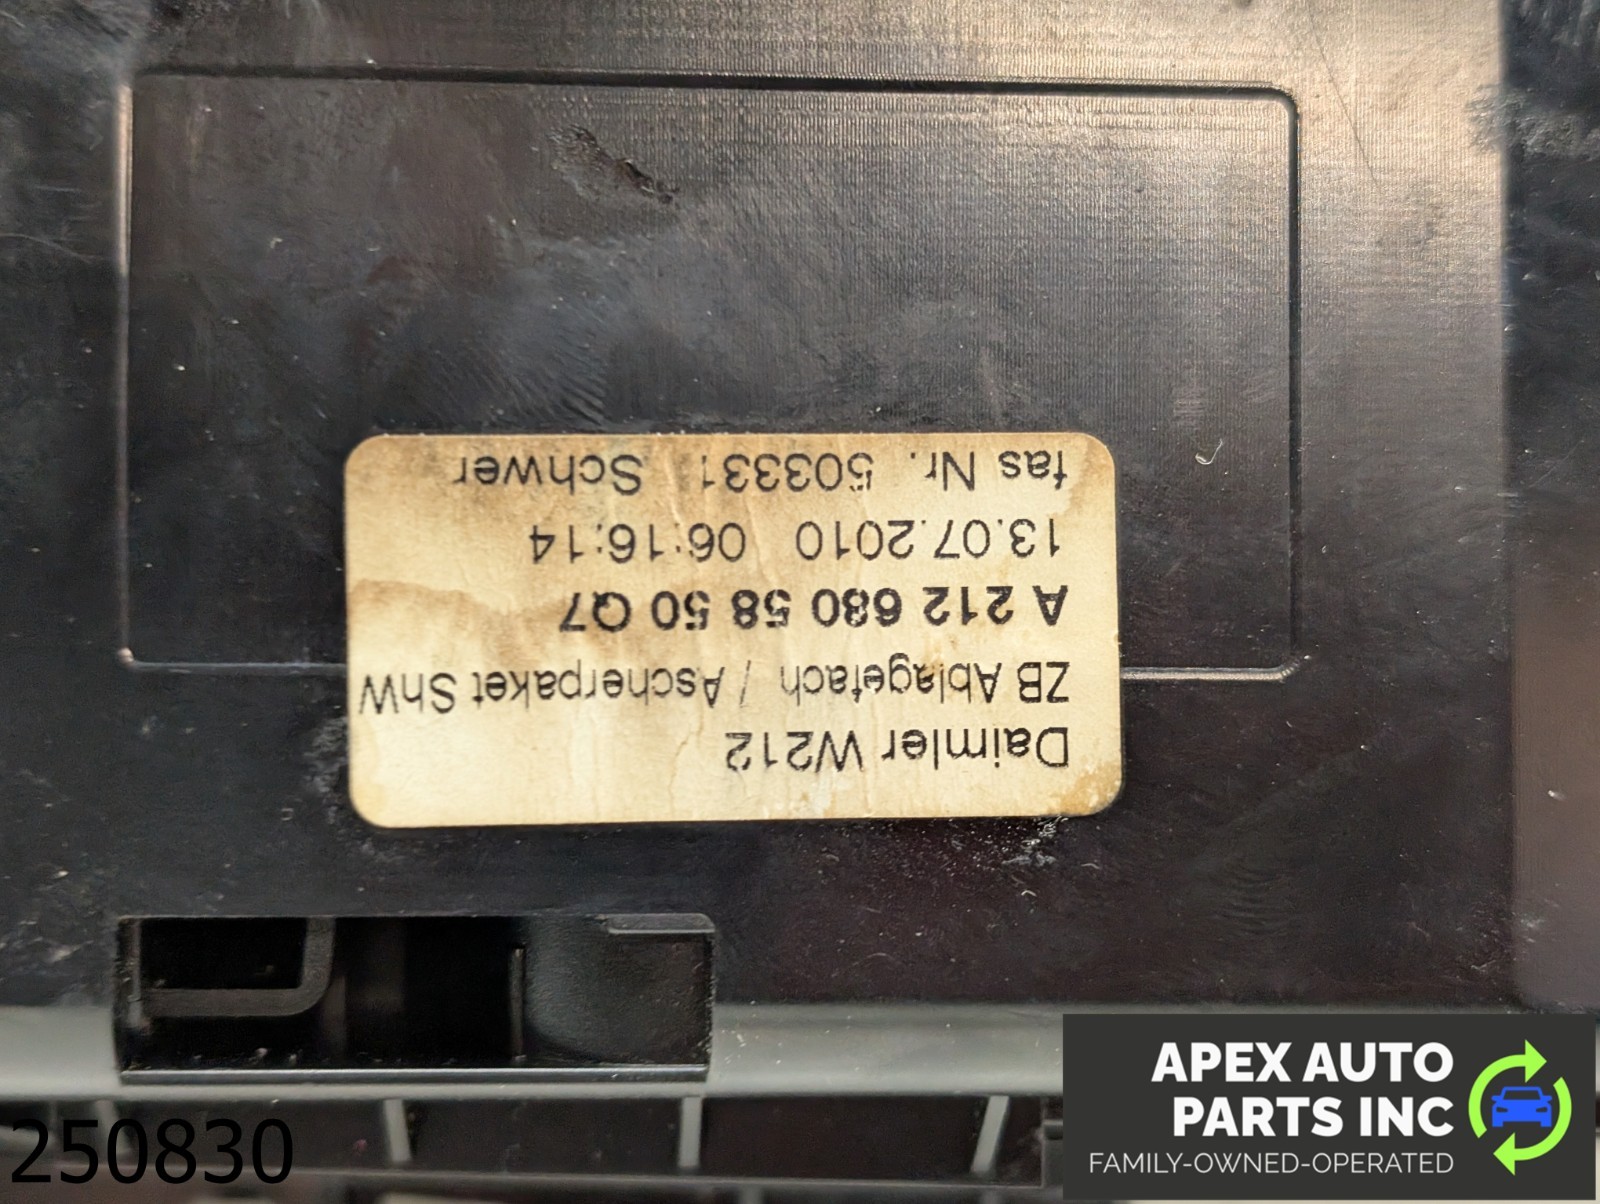 Daimler W212
ZB Ablagefach / Ascherpaket ShW
A 212 680 58 50 Q7
13.07.2010 06:16:14
fas Nr. 503331 Schwer
250830
APEX AUTO
PARTS INC
FAMILY-OWNED-OPERATED